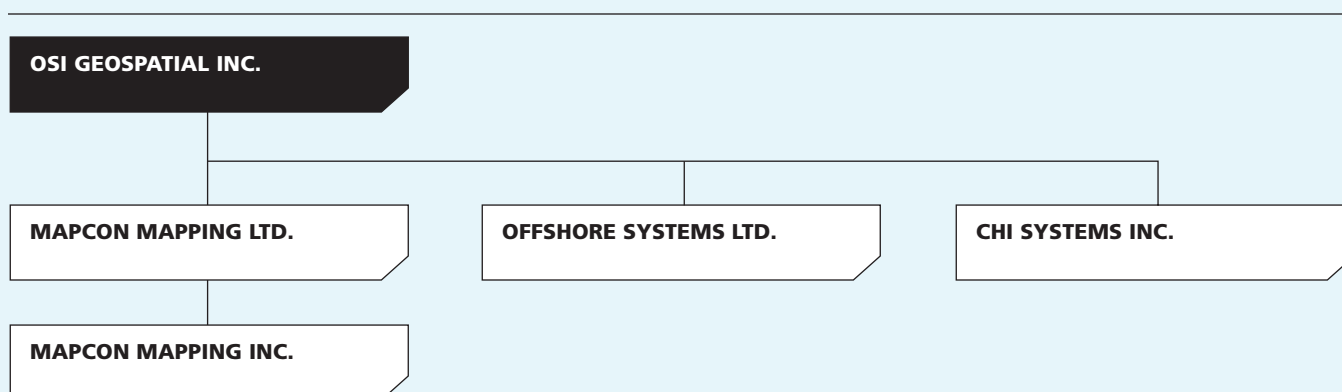 OSI GEOSPATIAL INC.
MAPCON MAPPING LTD.
OFFSHORE SYSTEMS LTD.
CHI SYSTEMS INC.
MAPCON MAPPING INC.